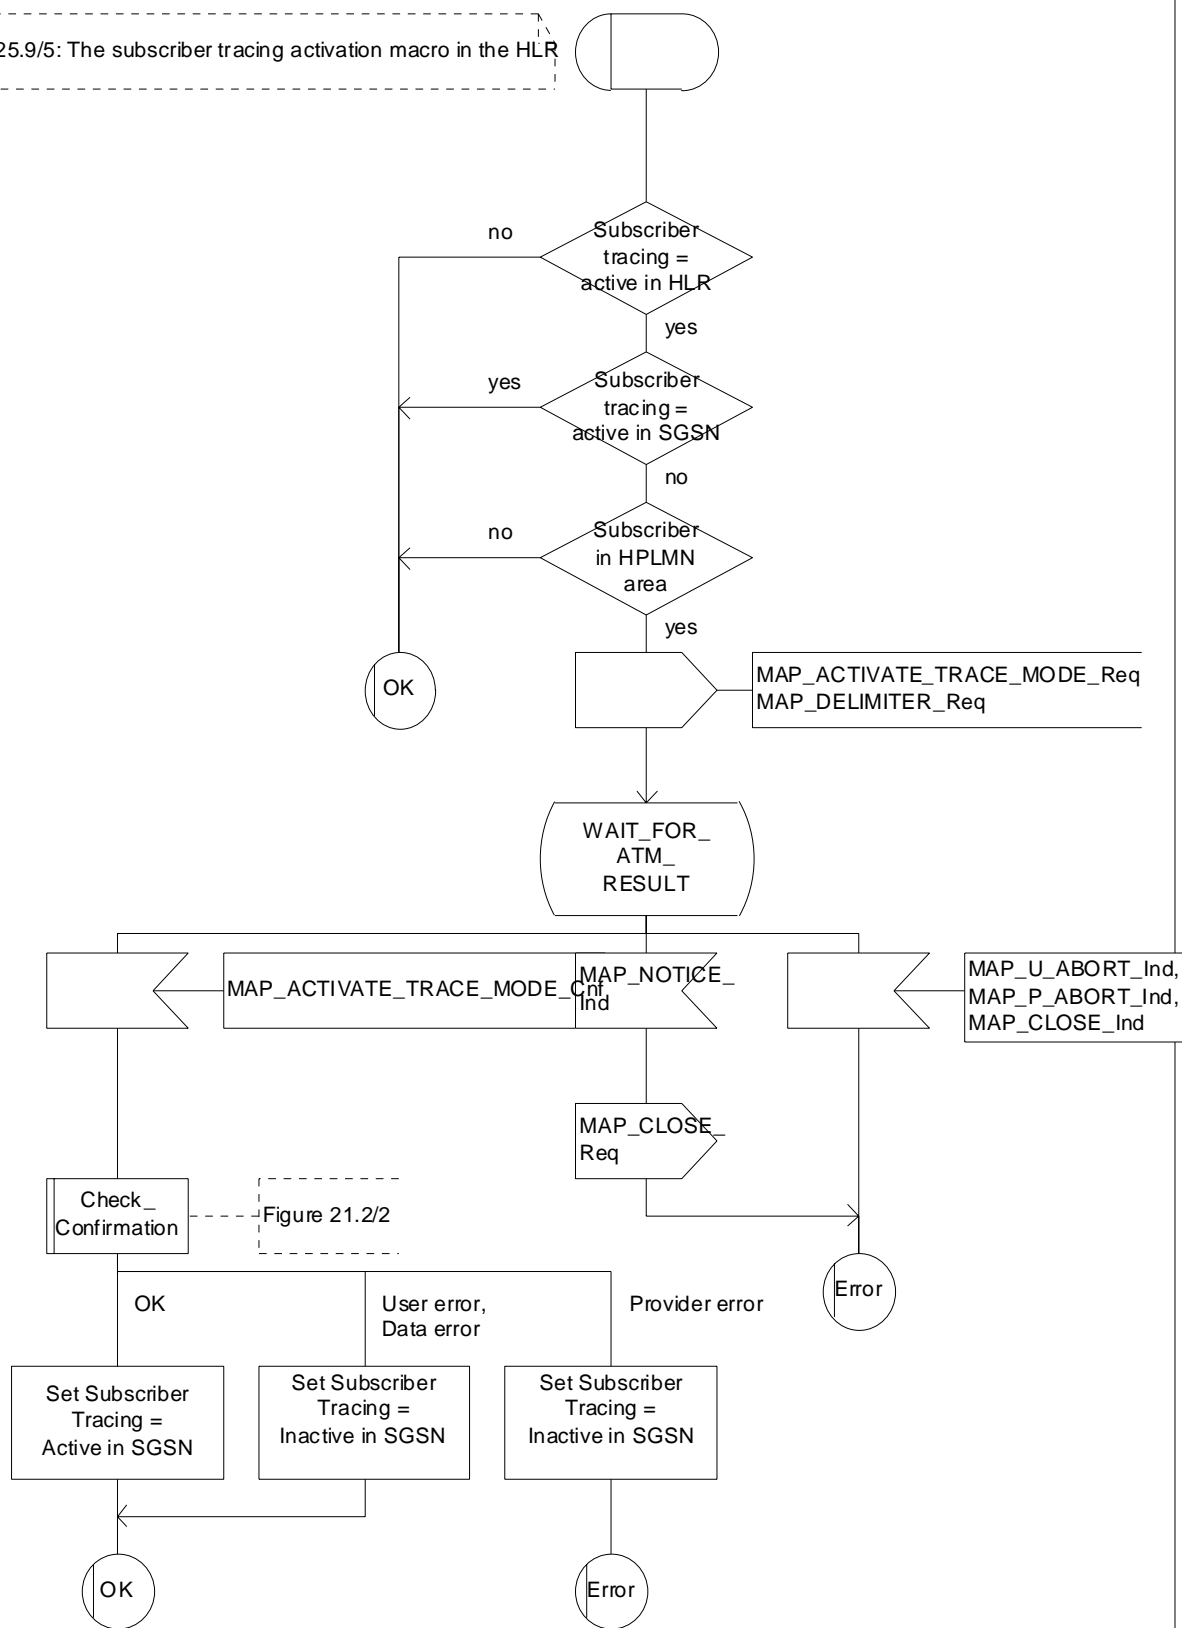 25.9/5: The subscriber tracing activation macro in the HLR
no
Subscriber
tracing =
active in HLR
yes
yes
Subscriber
tracing =
active in SGSN
no
no
Subscriber
in HPLMN
area
yes
OK
MAP_ACTIVATE_TRACE_MODE_Req
MAP_DELIMITER_Req
WAIT_FOR_
ATM_
RESULT
MAP_ACTIVATE_TRACE_MODE_Cnf
MAP_NOTICE_
Ind
MAP_U_ABORT_Ind,
MAP_P_ABORT_Ind,
MAP_CLOSE_Ind
MAP_CLOSE_
Req
Check_
Confirmation
Figure 21.2/2
Error
OK
User error,
Data error
Provider error
Set Subscriber
Tracing =
Active in SGSN
Set Subscriber
Tracing =
Inactive in SGSN
Set Subscriber
Tracing =
Inactive in SGSN
OK
Error